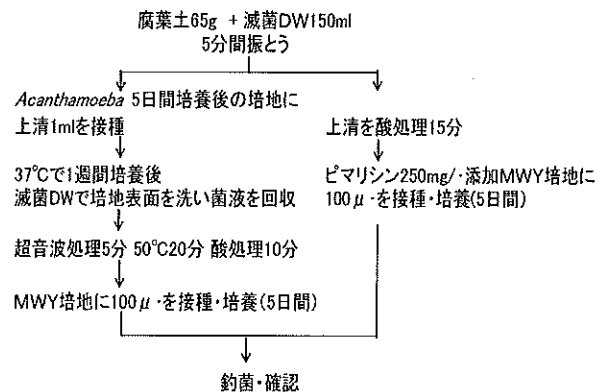 腐葉土65g + 滅菌DW150ml
5分間振とう
Acanthamoeba 5日間培養後の培地に
上清1mlを接種
37℃で1週間培養後
滅菌DWで培地表面を洗い菌液を回収
超音波処理5分 50℃20分 酸処理10分
MWY培地に100μ·を接種・培養(5日間)
上清を酸処理15分
ピマリシン250mg/·添加MWY培地に
100μ·を接種・培養(5日間)
釣菌・確認